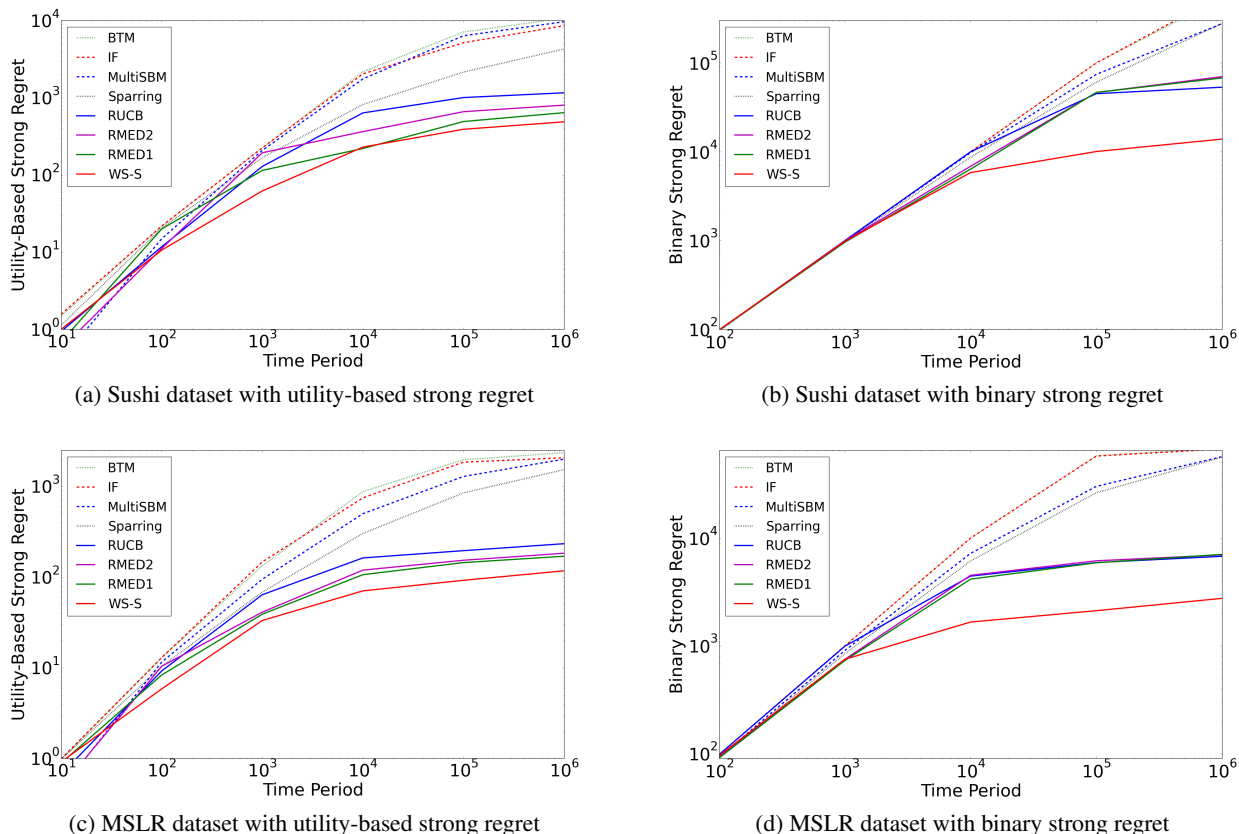 Utility-Based Strong Regret
10^4
10^3
10^2
10^1
10^0
BTM
IF
MultiSBM
Sparring
RUCB
RMED2
RMED1
WS-S
10^1 10^2 10^3 10^4 10^5 10^6
Time Period
(a) Sushi dataset with utility-based strong regret
Binary Strong Regret
10^5
10^4
10^3
10^2
BTM
IF
MultiSBM
Sparring
RUCB
RMED2
RMED1
WS-S
10^2 10^3 10^4 10^5 10^6
Time Period
(b) Sushi dataset with binary strong regret
Utility-Based Strong Regret
10^3
10^2
10^1
10^0
BTM
IF
MultiSBM
Sparring
RUCB
RMED2
RMED1
WS-S
10^1 10^2 10^3 10^4 10^5 10^6
Time Period
(c) MSLR dataset with utility-based strong regret
Binary Strong Regret
10^4
10^3
10^2
BTM
IF
MultiSBM
Sparring
RUCB
RMED2
RMED1
WS-S
10^2 10^3 10^4 10^5 10^6
Time Period
(d) MSLR dataset with binary strong regret